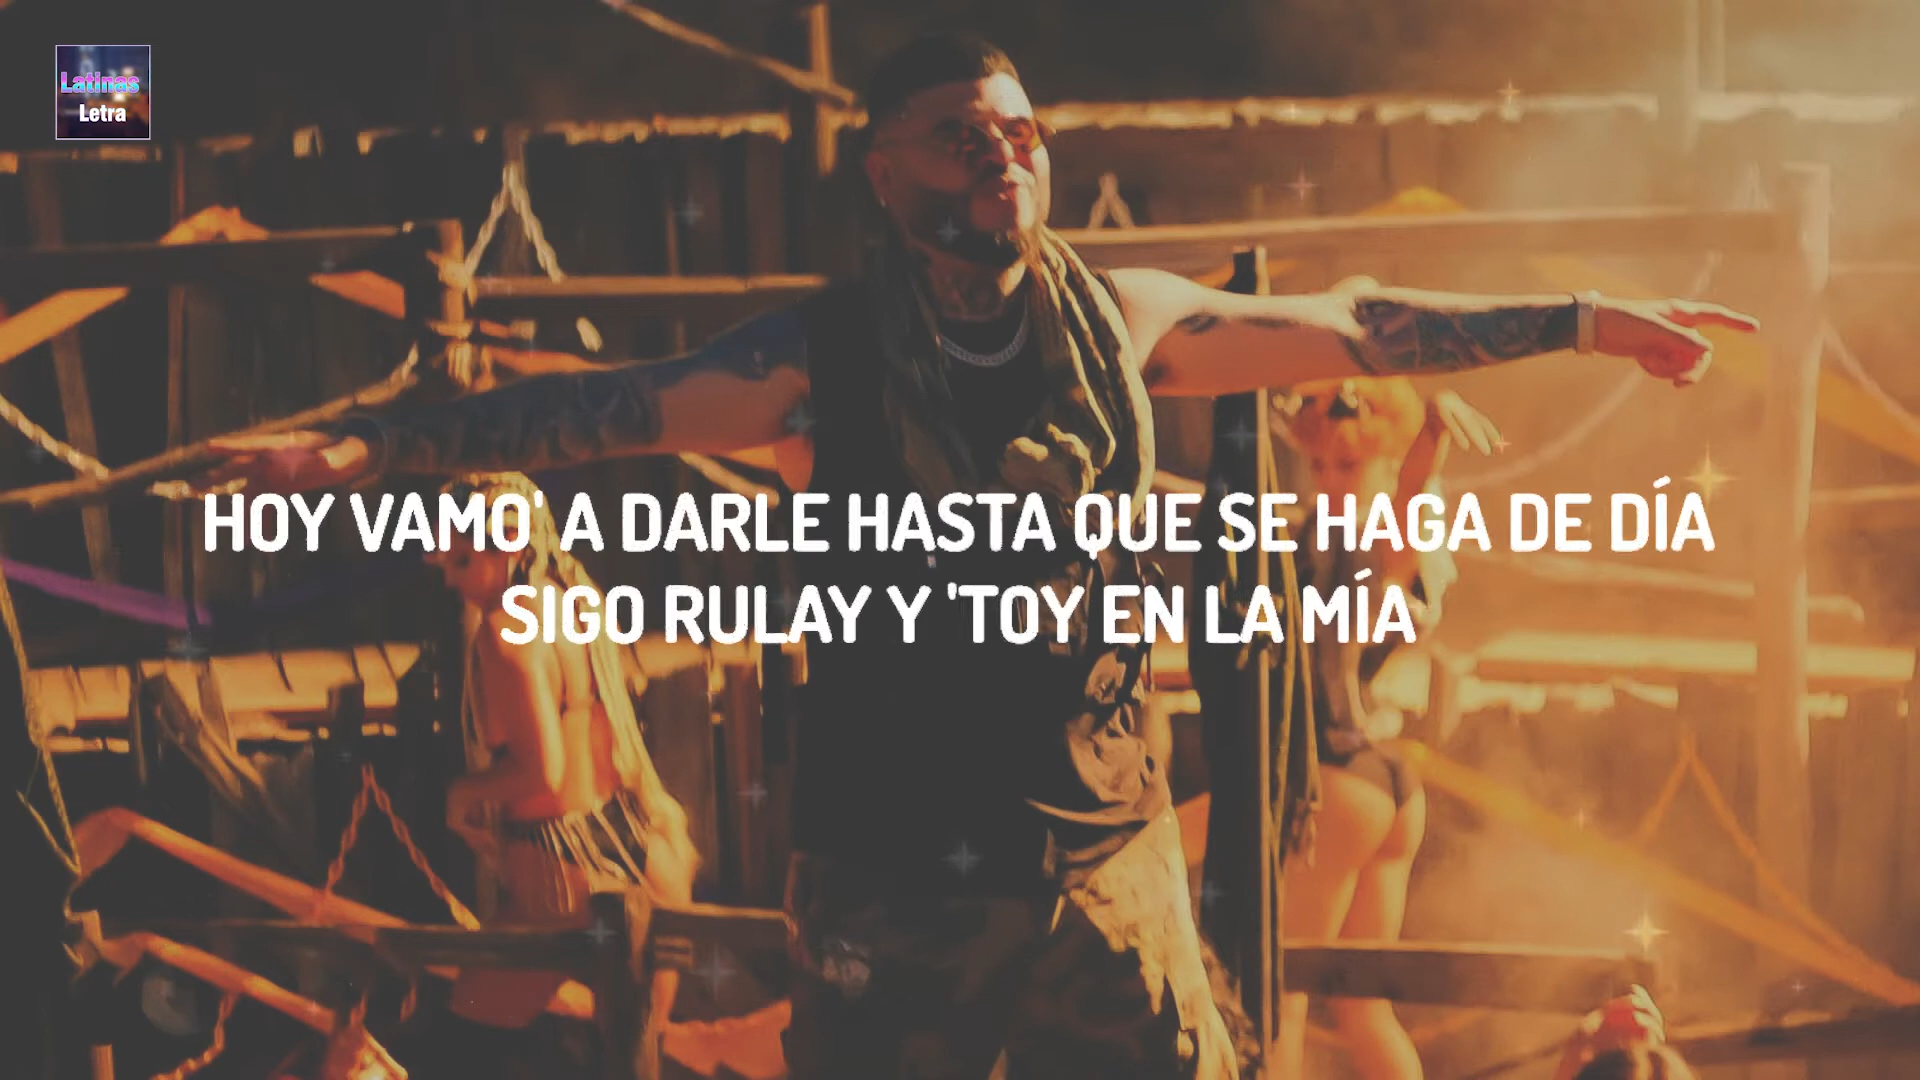 Latinas
Letra
HOY VAMO' A DARLE HASTA QUE SE HAGA DE DÍA
SIGO RULAY Y 'TOY EN LA MÍA